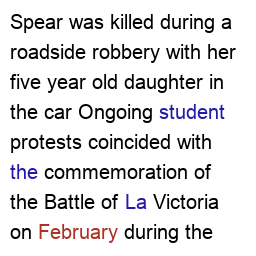 Spear was killed during a
roadside robbery with her
five year old daughter in
the car Ongoing student
protests coincided with
the commemoration of
the Battle of La Victoria
on February during the